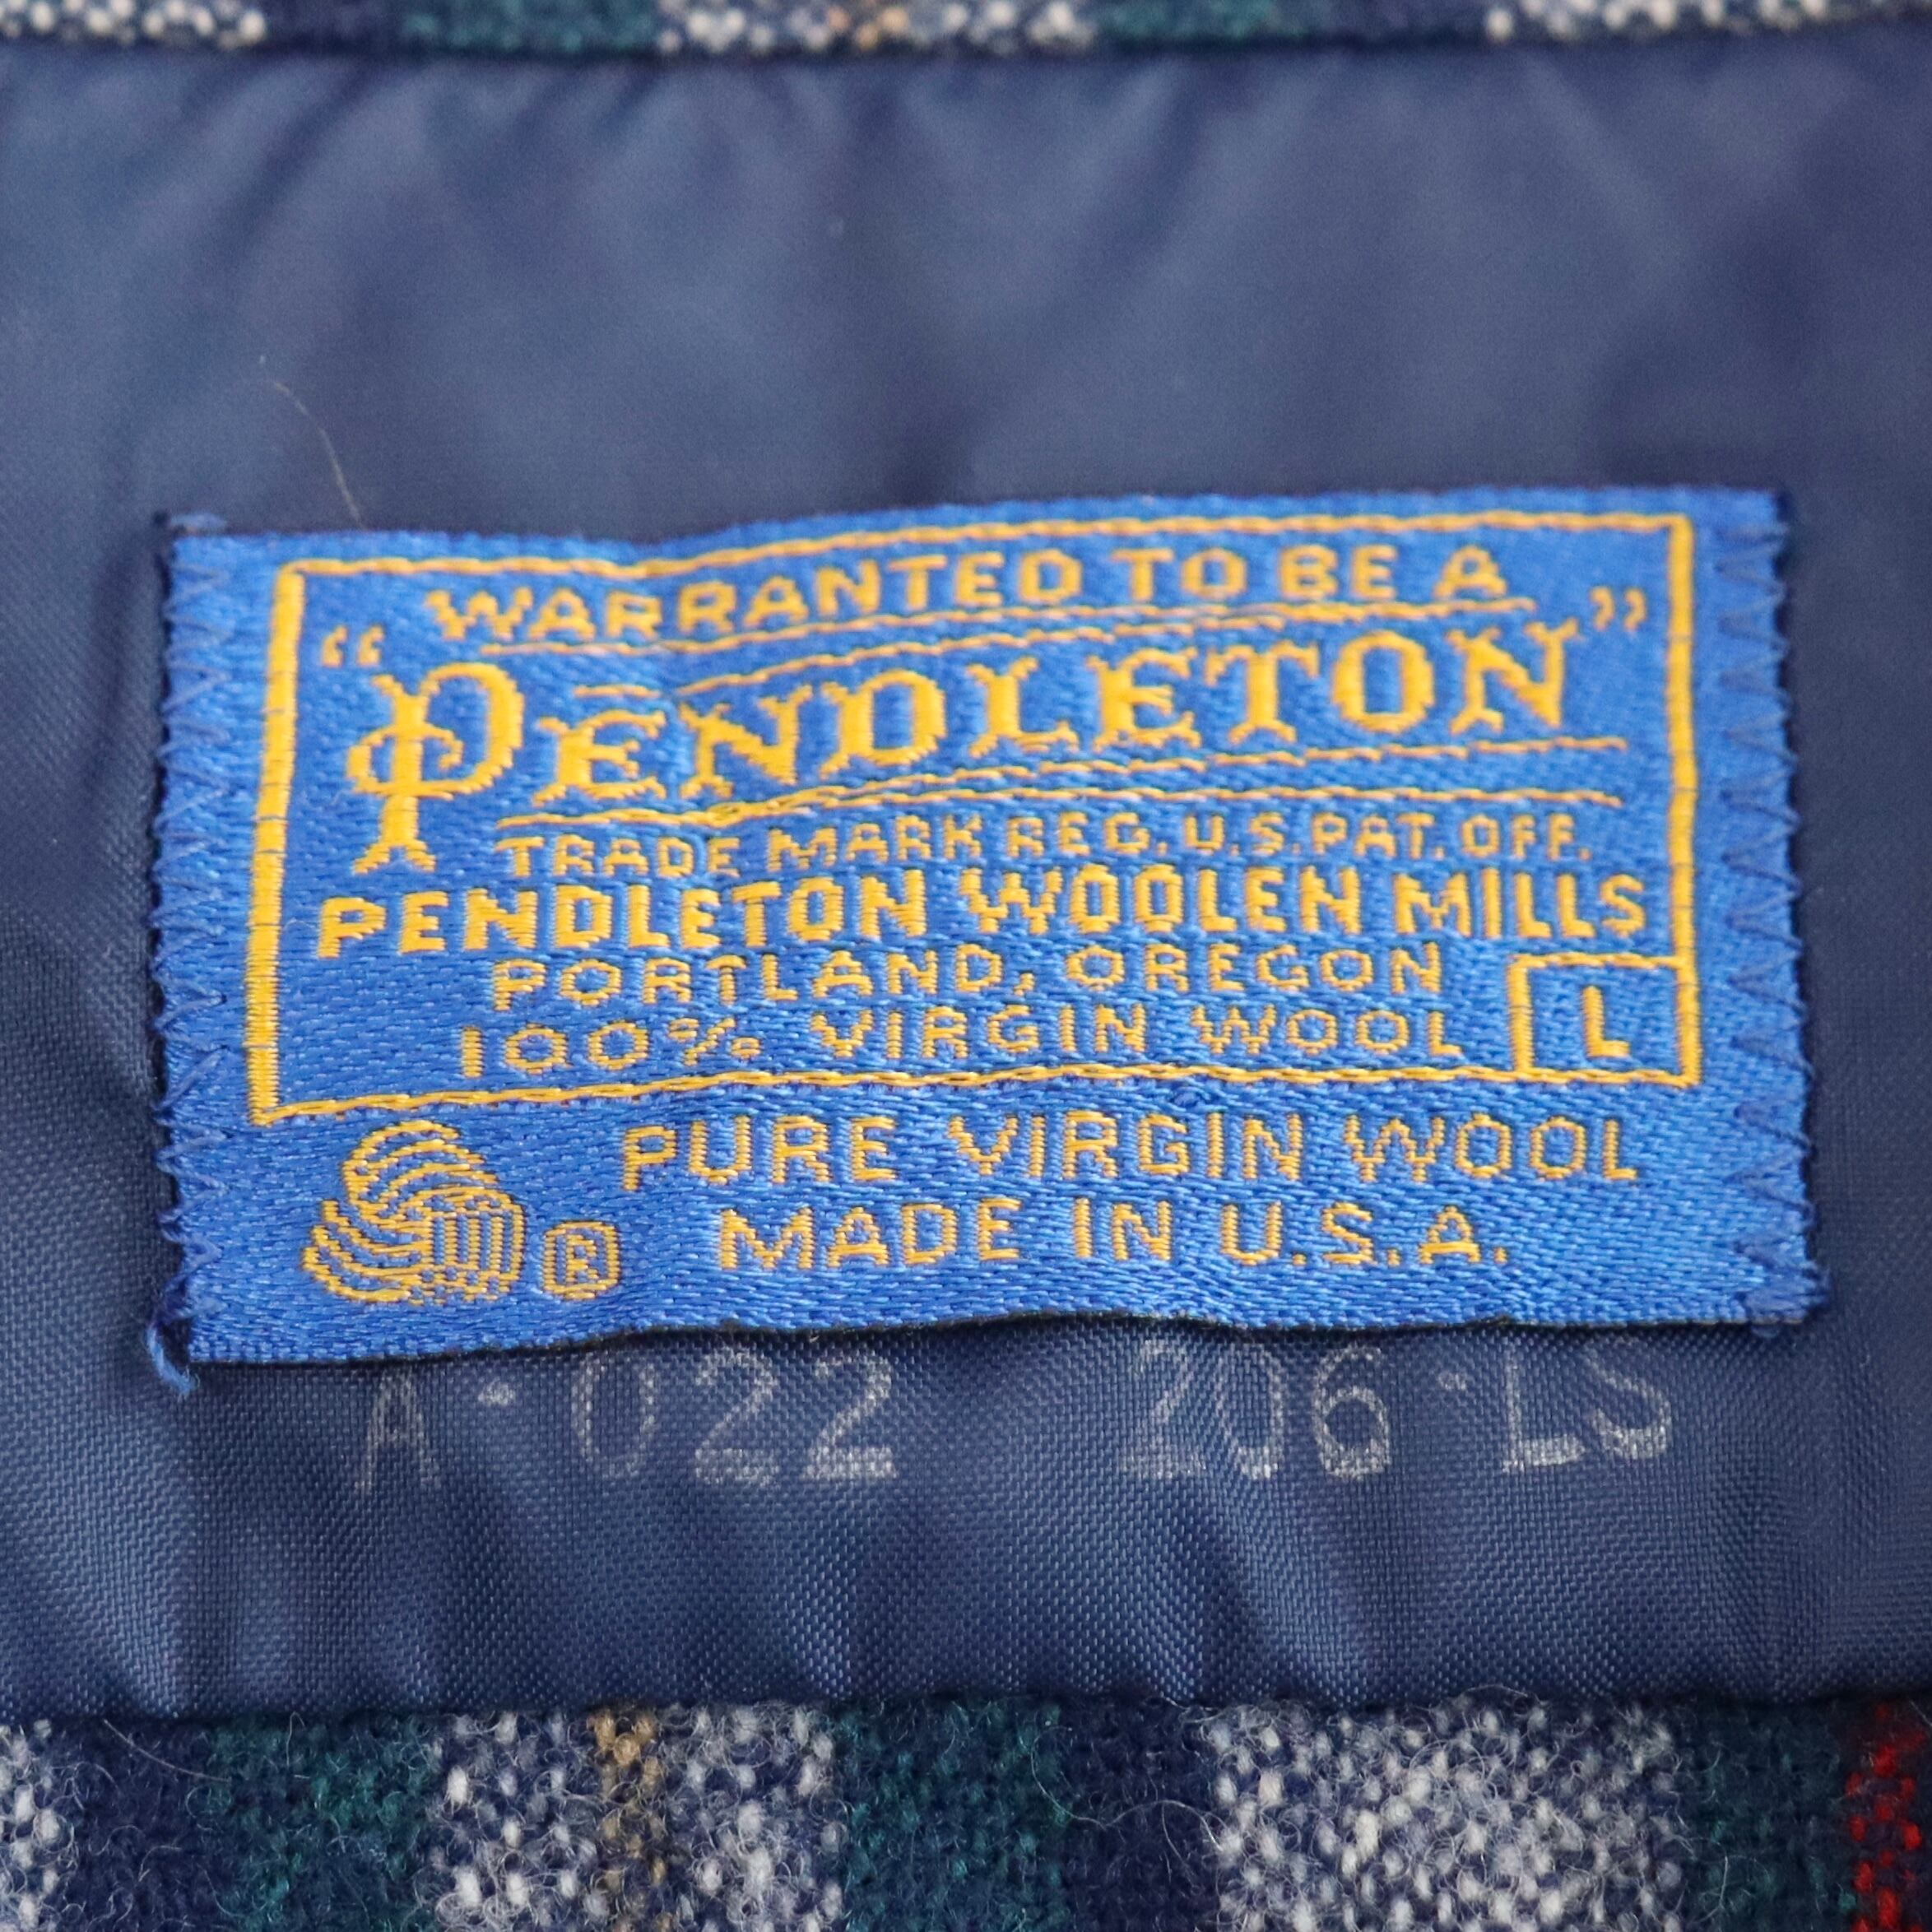 WARRANTED TO BE A
“PENDLETON”
TRADE MARK REG. U.S. PAT. OFF.
PENDLETON WOOLEN MILLS
PORTLAND, OREGON
100% VIRGIN WOOL L
PURE VIRGIN WOOL
® MADE IN U.S.A.
A-022 206-LS